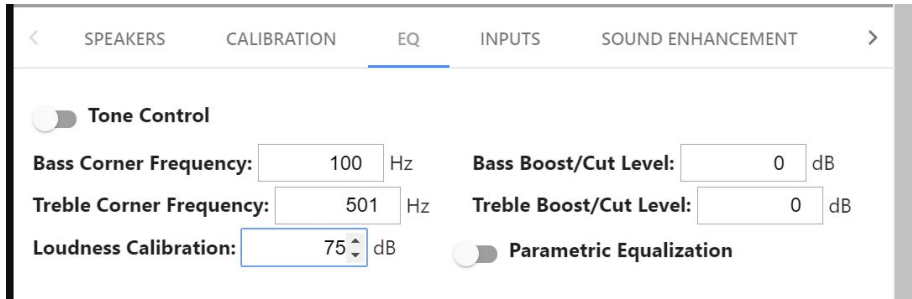 SPEAKERS CALIBRATION EQ INPUTS SOUND ENHANCEMENT
Tone Control
Bass Corner Frequency: 100 Hz Bass Boost/Cut Level: 0 dB
Treble Corner Frequency: 501 Hz Treble Boost/Cut Level: 0 dB
Loudness Calibration: 75 dB Parametric Equalization